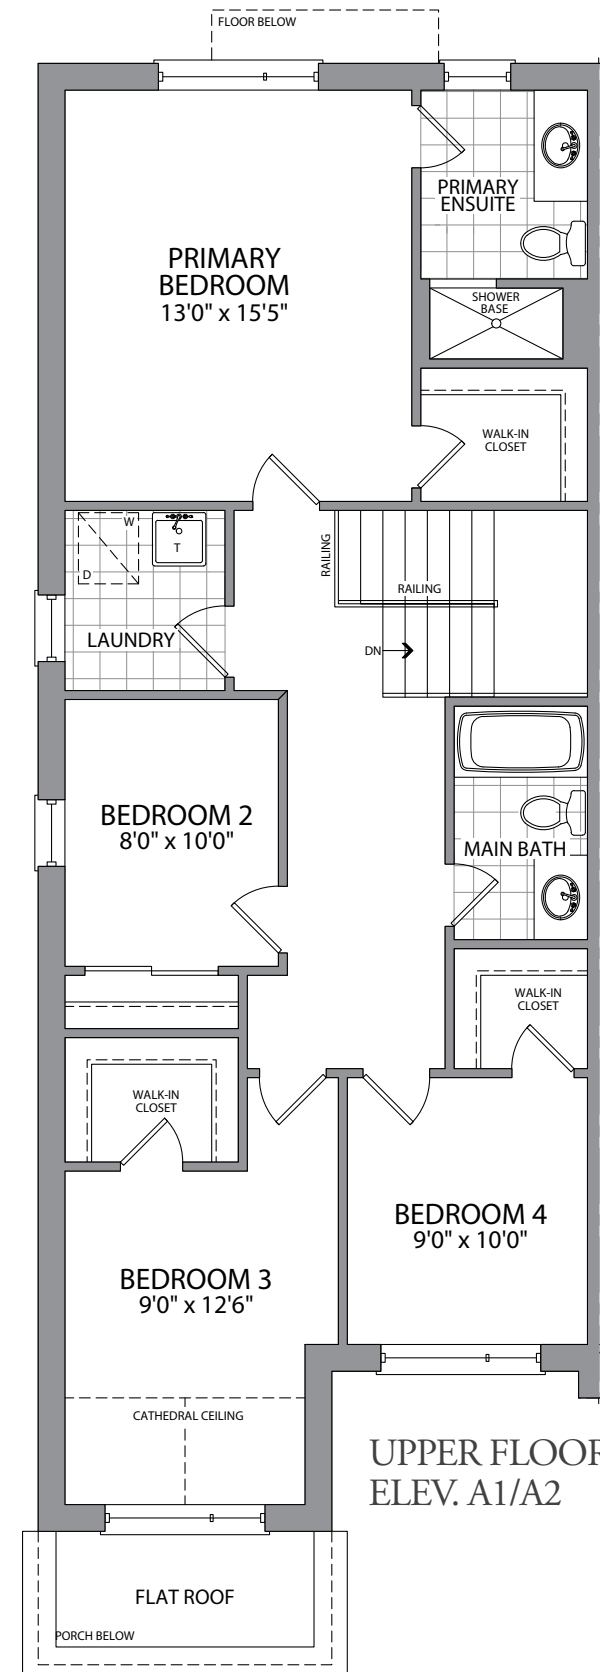 FLOOR BELOW
PRIMARY
ENSUITE
PRIMARY
BEDROOM
13'0" x 15'5"
SHOWER
BASE
WALK-IN
CLOSET
W
T
D
LAUNDRY
RAILING
RAILING
DN
BEDROOM 2
8'0" x 10'0"
MAIN BATH
WALK-IN
CLOSET
WALK-IN
CLOSET
BEDROOM 4
9'0" x 10'0"
BEDROOM 3
9'0" x 12'6"
CATHEDRAL CEILING
UPPER FLOOR
ELEV. A1/A2
FLAT ROOF
PORCH BELOW